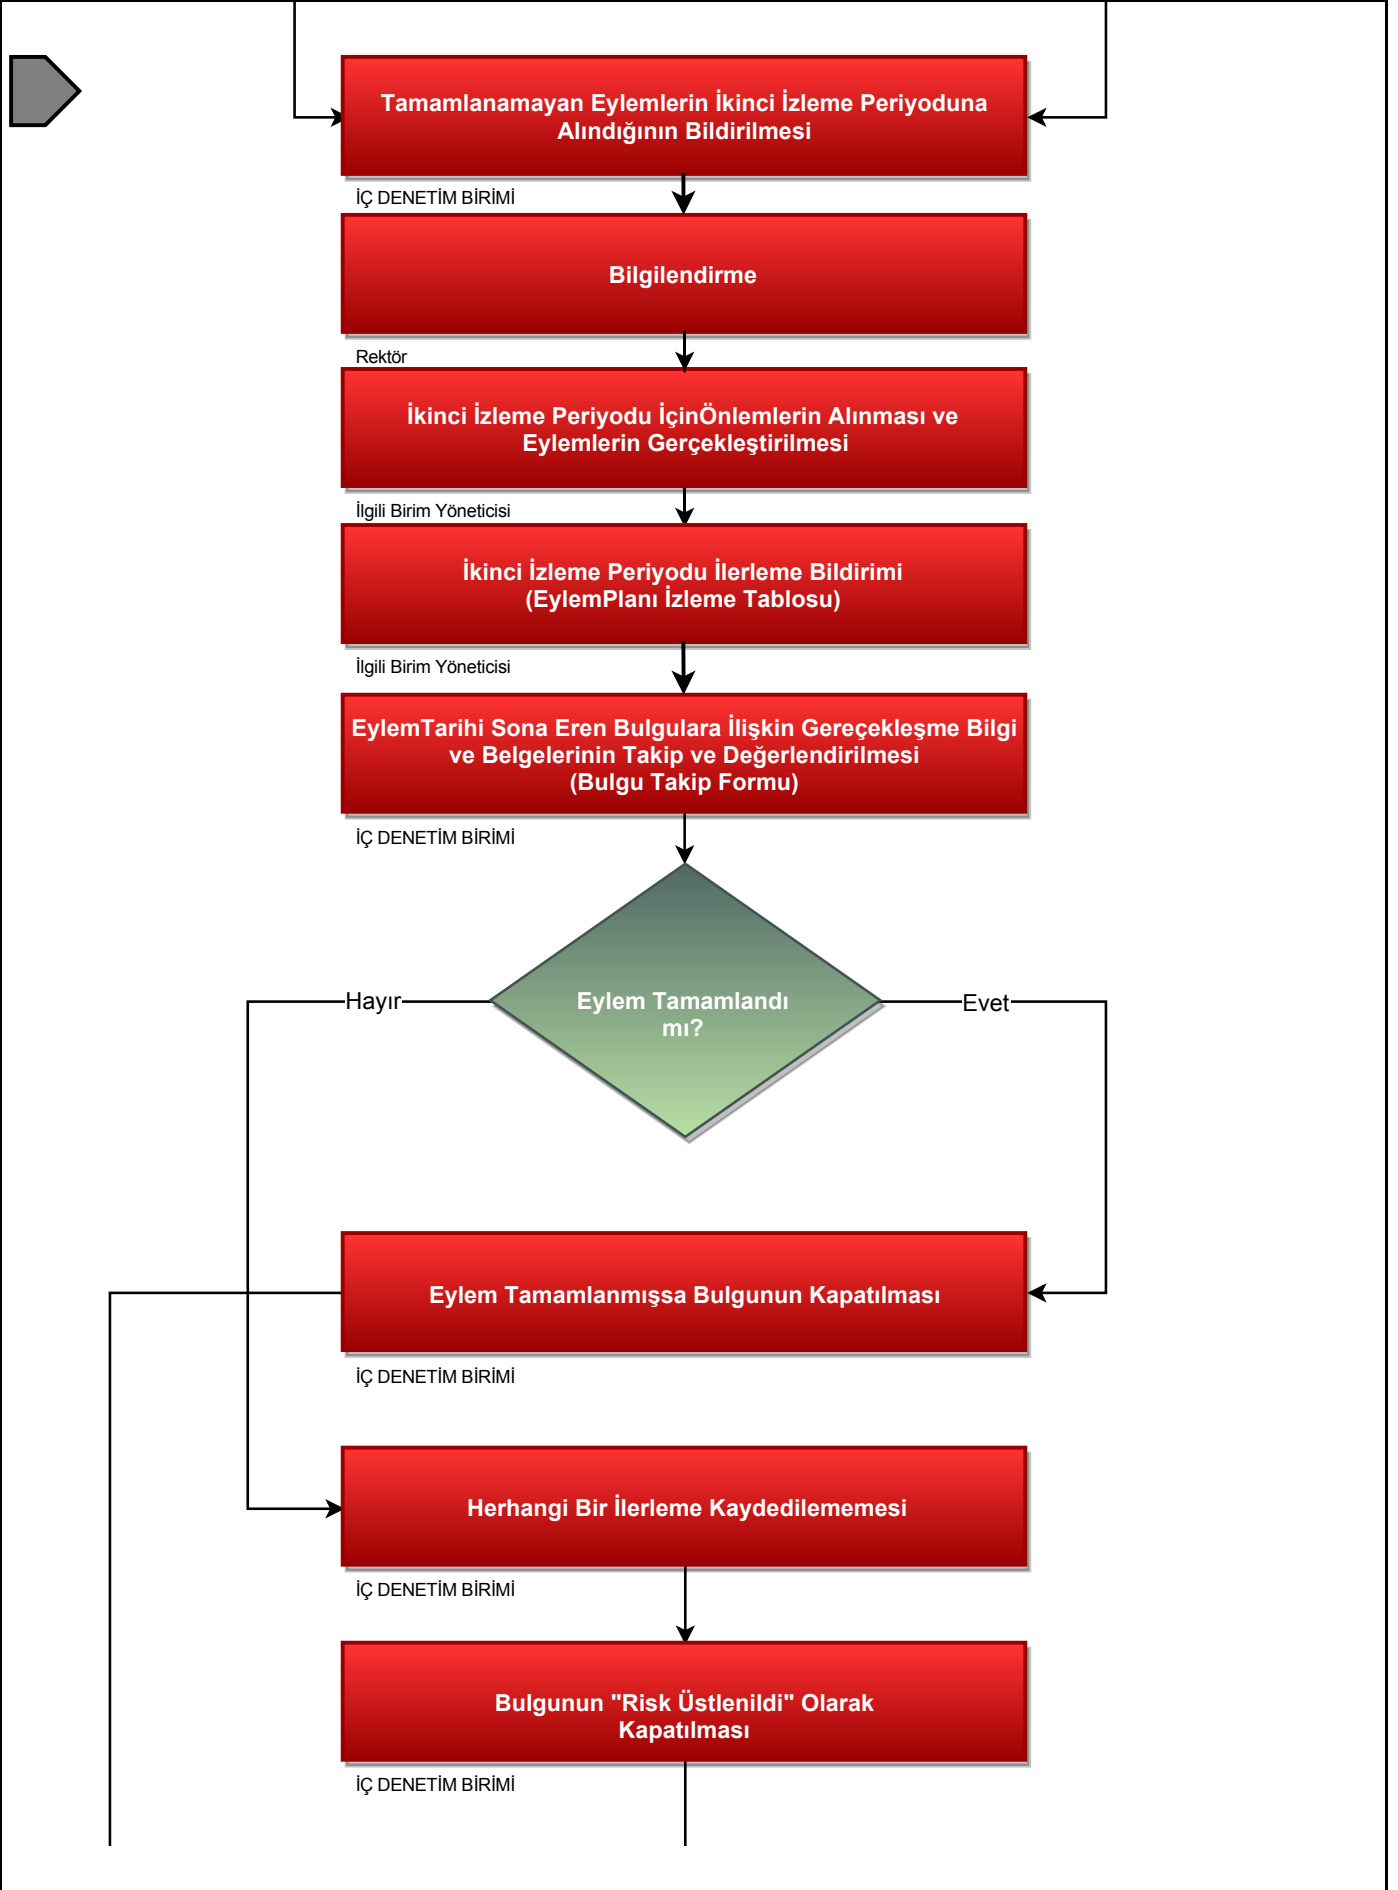 Tamamlanamayan Eylemlerin İkinci İzleme Periyoduna
Alındığının Bildirilmesi
İÇ DENETİM BİRİMİ
Bilgilendirme
Rektör
İkinci İzleme Periyodu İçinÖnlemlerin Alınması ve
Eylemlerin Gerçekleştirilmesi
İlgili Birim Yöneticisi
İkinci İzleme Periyodu İlerleme Bildirimi
(EylemPlanı İzleme Tablosu)
İlgili Birim Yöneticisi
EylemTarihi Sona Eren Bulgulara İlişkin Gereçekleşme Bilgi
ve Belgelerinin Takip ve Değerlendirilmesi
(Bulgu Takip Formu)
İÇ DENETİM BİRİMİ
Hayır
Eylem Tamamlandı
mı?
Evet
Eylem Tamamlanmışsa Bulgunun Kapatılması
İÇ DENETİM BİRİMİ
Herhangi Bir İlerleme Kaydedilememesi
İÇ DENETİM BİRİMİ
Bulgunun "Risk Üstlenildi" Olarak
Kapatılması
İÇ DENETİM BİRİMİ